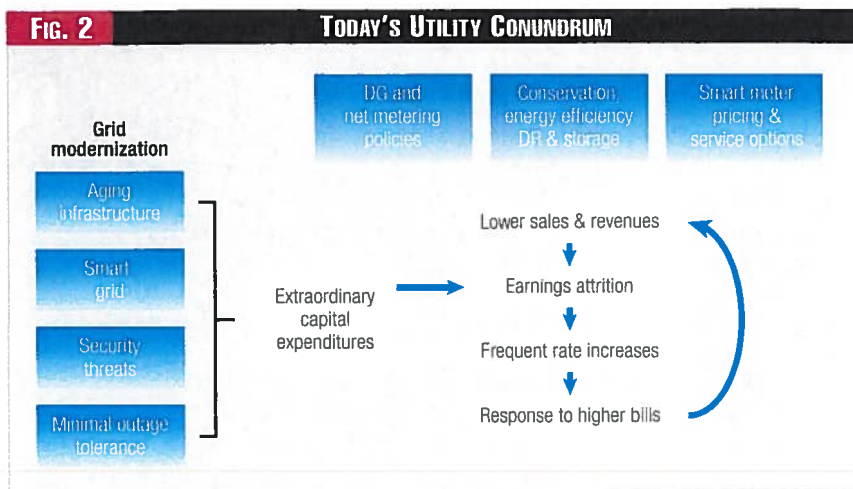 FIG. 2
TODAY'S UTILITY CONUNDRUM
DG and
net metering
policies
Conservation,
energy efficiency
DR & storage
Smart meter
pricing &
service options
Grid
modernization
Aging
infrastructure
Smart
grid
Security
threats
Minimal outage
tolerance
Extraordinary
capital
expenditures
Lower sales & revenues
Earnings attrition
Frequent rate increases
Response to higher bills